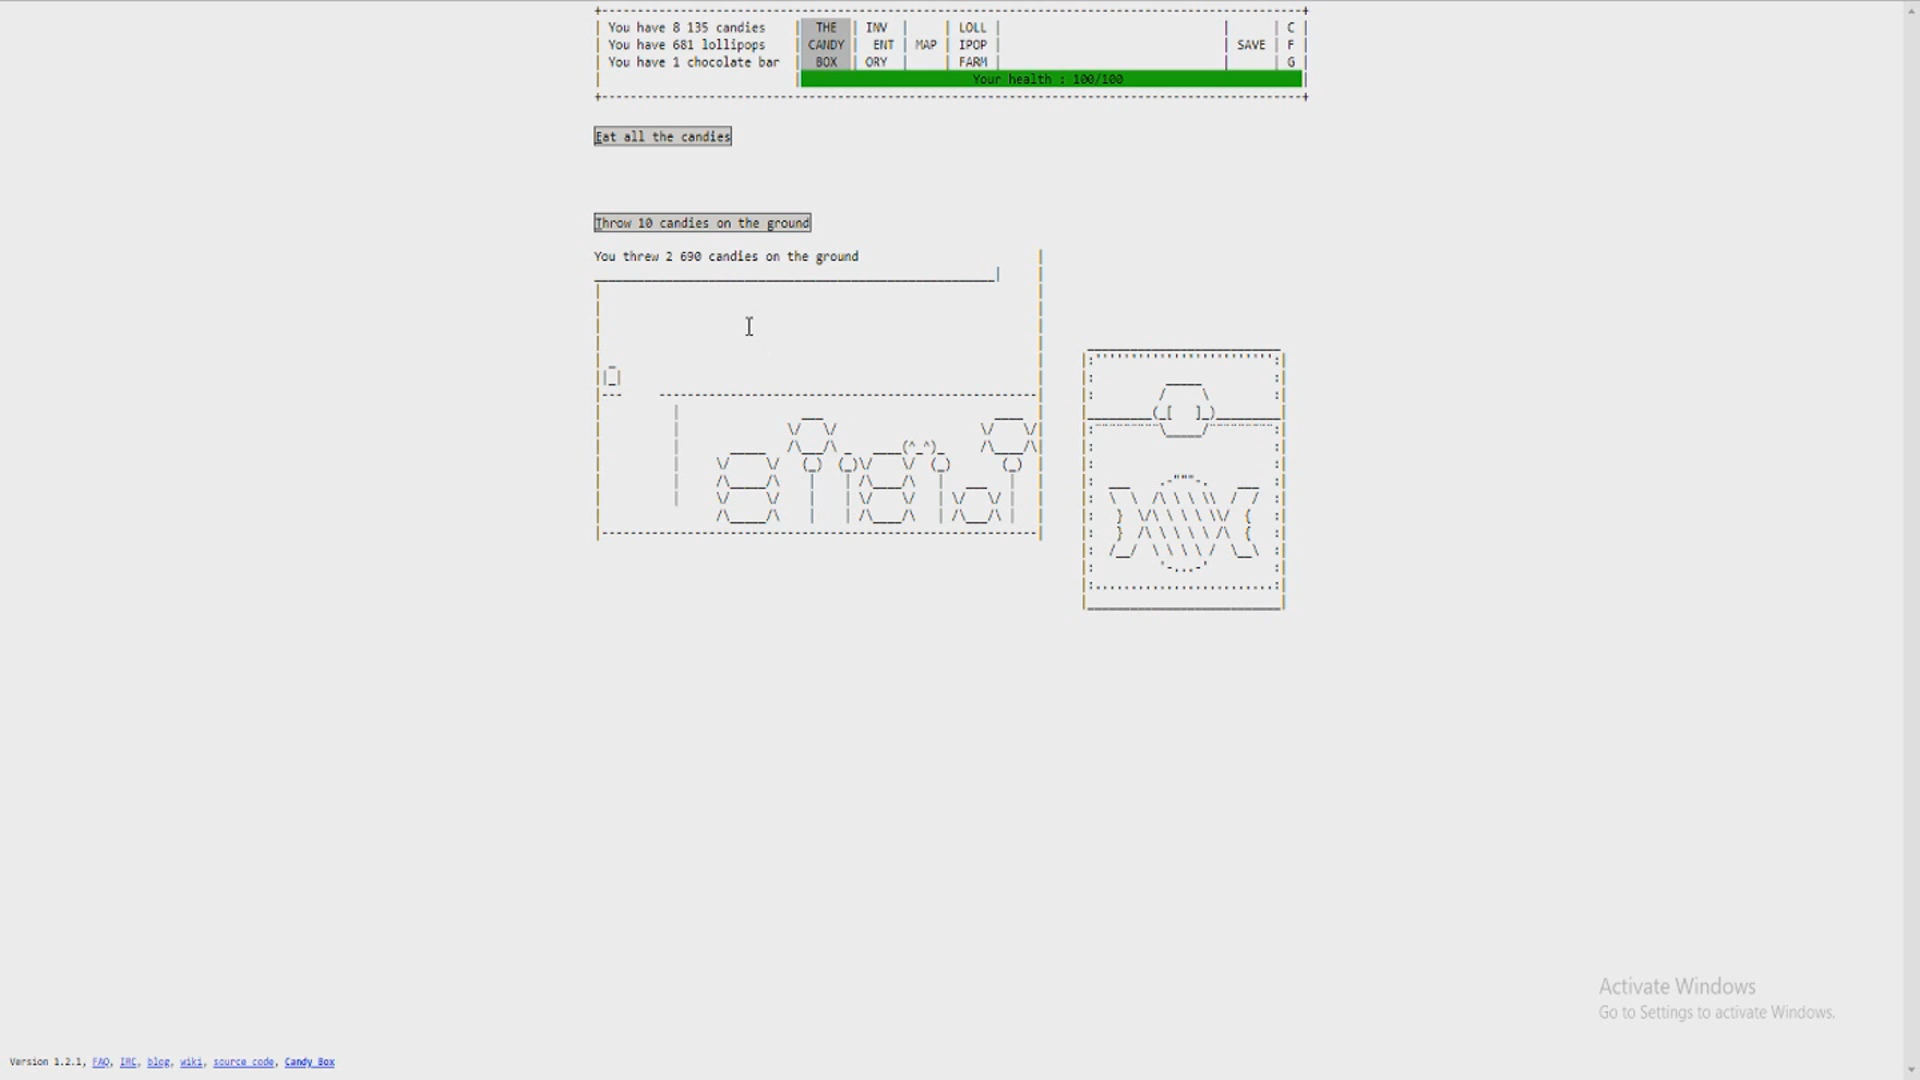 You have 8 135 candies
You have 681 lollipops
You have 1 chocolate bar
THE CANDY BOX
INV ENT ORY
MAP
LOLL IPOP FARM
SAVE
C F G
Your health : 100/100
Eat all the candies
Throw 10 candies on the ground
You threw 2 690 candies on the ground
Activate Windows
Go to Settings to activate Windows.
Version 1.2.1, FAQ, IRC, blog, wiki, source code, Candy Box